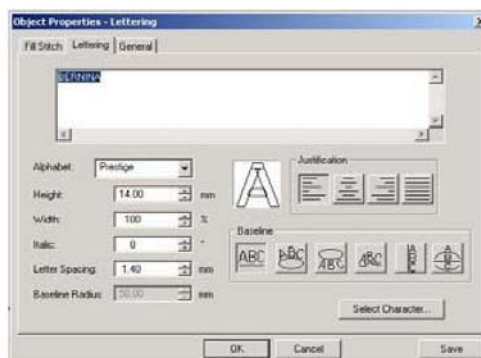 Object Properties - Lettering
Fill Stitch Lettering General
BERNINA
Alphabet: Prestige
Height: 14.00 mm
Width: 100 %
Italic: 0 °
Letter Spacing: 1.40 mm
Baseline Radius: 50.00 mm
A
Justification
Baseline
ABC ABC ABC ABC ABC ABC
Select Character...
OK Cancel Save